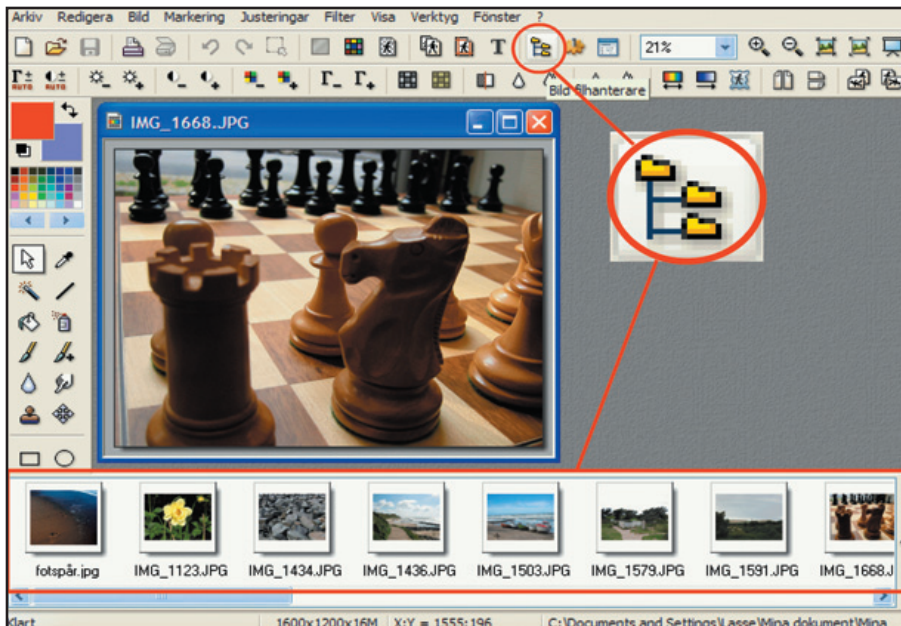 Arkiv Redigera Bild Markering Justeringar Filter Visa Verktyg Fönster ?
T 21%
AUTO AUTO
Bild filhanterare
IMG_1668.JPG
fotspår.jpg IMG_1123.JPG IMG_1434.JPG IMG_1436.JPG IMG_1503.JPG IMG_1579.JPG IMG_1591.JPG IMG_1668.J
Klart 1600x1200x16M X:Y = 1555:196 C:\Documents and Settings\Lasse\Mina dokument\Mina